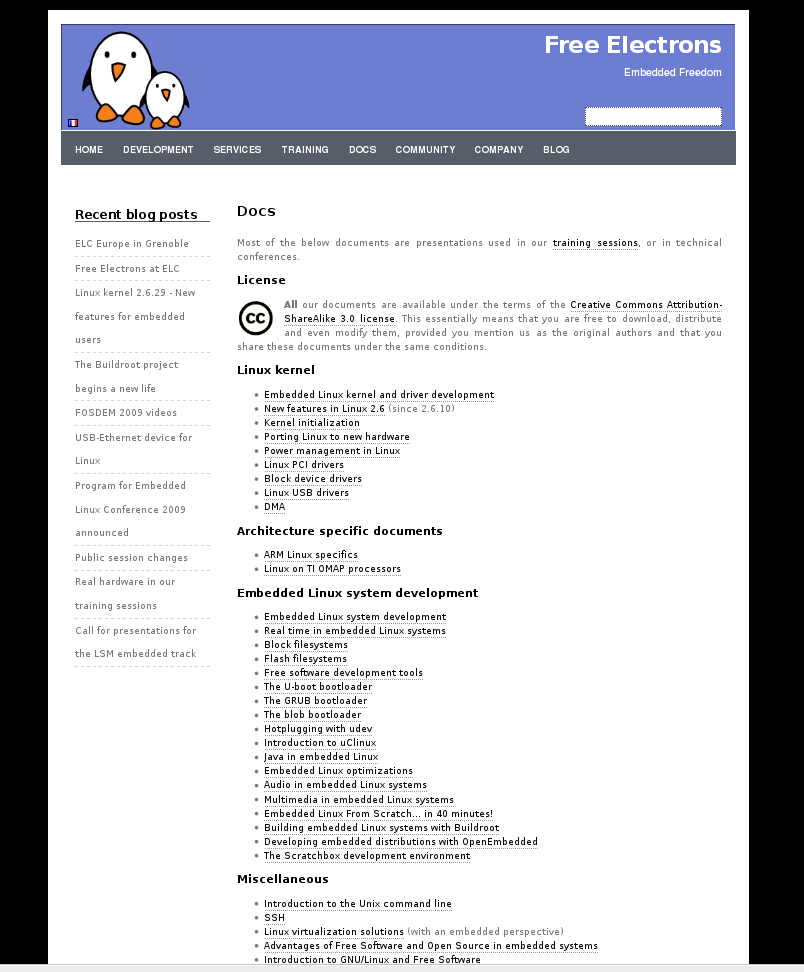 Free Electrons
Embedded Freedom
HOME DEVELOPMENT SERVICES TRAINING DOCS COMMUNITY COMPANY BLOG
Recent blog posts
ELC Europe in Grenoble
Free Electrons at ELC
Linux kernel 2.6.29 - New
features for embedded
users
The Buildroot project
begins a new life
FOSDEM 2009 videos
USB-Ethernet device for
Linux
Program for Embedded
Linux Conference 2009
announced
Public session changes
Real hardware in our
training sessions
Call for presentations for
the LSM embedded track
Docs
Most of the below documents are presentations used in our training sessions, or in technical
conferences.
License
cc
All our documents are available under the terms of the Creative Commons Attribution-
ShareAlike 3.0 license. This essentially means that you are free to download, distribute
and even modify them, provided you mention us as the original authors and that you
share these documents under the same conditions.
Linux kernel
Embedded Linux kernel and driver development
New features in Linux 2.6 (since 2.6.10)
Kernel initialization
Porting Linux to new hardware
Power management in Linux
Linux PCI drivers
Block device drivers
Linux USB drivers
DMA
Architecture specific documents
ARM Linux specifics
Linux on TI OMAP processors
Embedded Linux system development
Embedded Linux system development
Real time in embedded Linux systems
Block filesystems
Flash filesystems
Free software development tools
The U-boot bootloader
The GRUB bootloader
The blob bootloader
Hotplugging with udev
Introduction to uClinux
Java in embedded Linux
Embedded Linux optimizations
Audio in embedded Linux systems
Multimedia in embedded Linux systems
Embedded Linux From Scratch... in 40 minutes!
Building embedded Linux systems with Buildroot
Developing embedded distributions with OpenEmbedded
The Scratchbox development environment
Miscellaneous
Introduction to the Unix command line
SSH
Linux virtualization solutions (with an embedded perspective)
Advantages of Free Software and Open Source in embedded systems
Introduction to GNU/Linux and Free Software